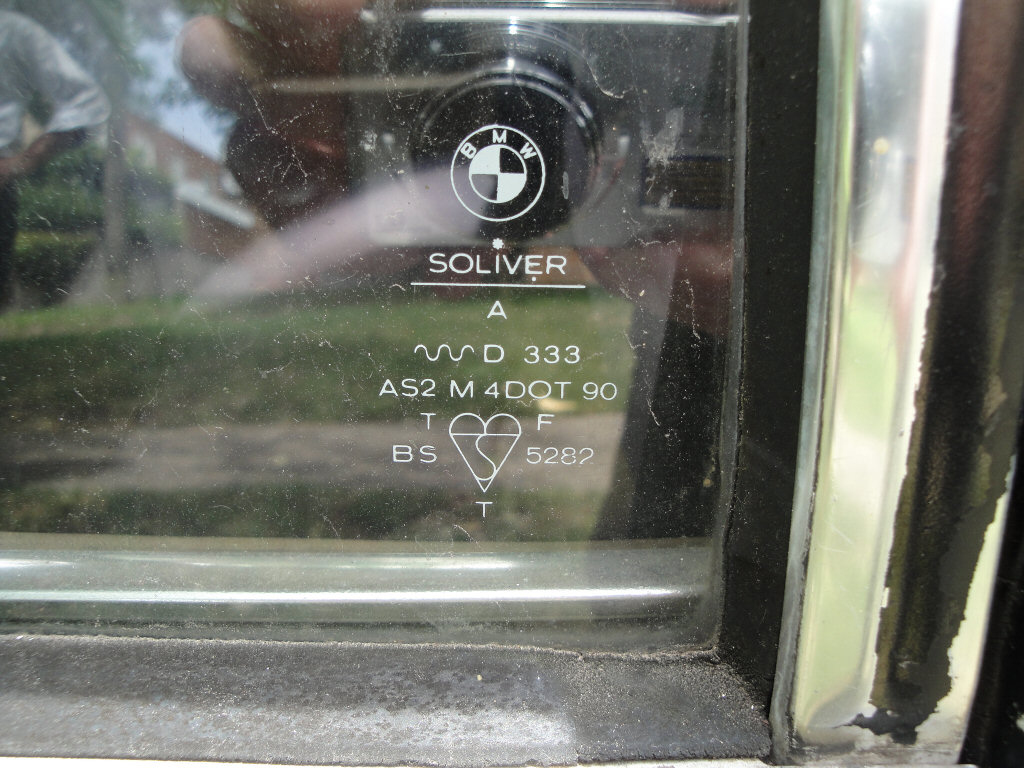 BMW
SOLIVER
A
D 333
AS2 M 4DOT 90
T F
BS 5282
T